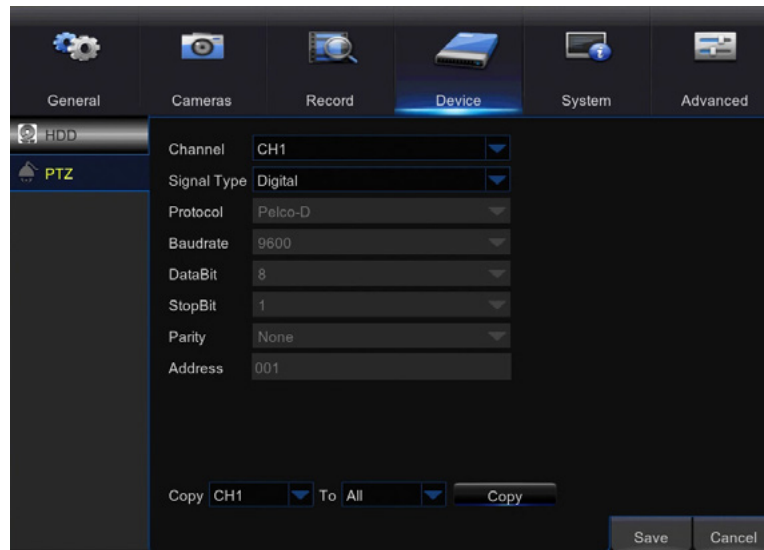 General Cameras Record Device System Advanced
HDD
PTZ
Channel CH1
Signal Type Digital
Protocol Pelco-D
Baudrate 9600
DataBit 8
StopBit 1
Parity None
Address 001
Copy CH1 To All Copy
Save Cancel